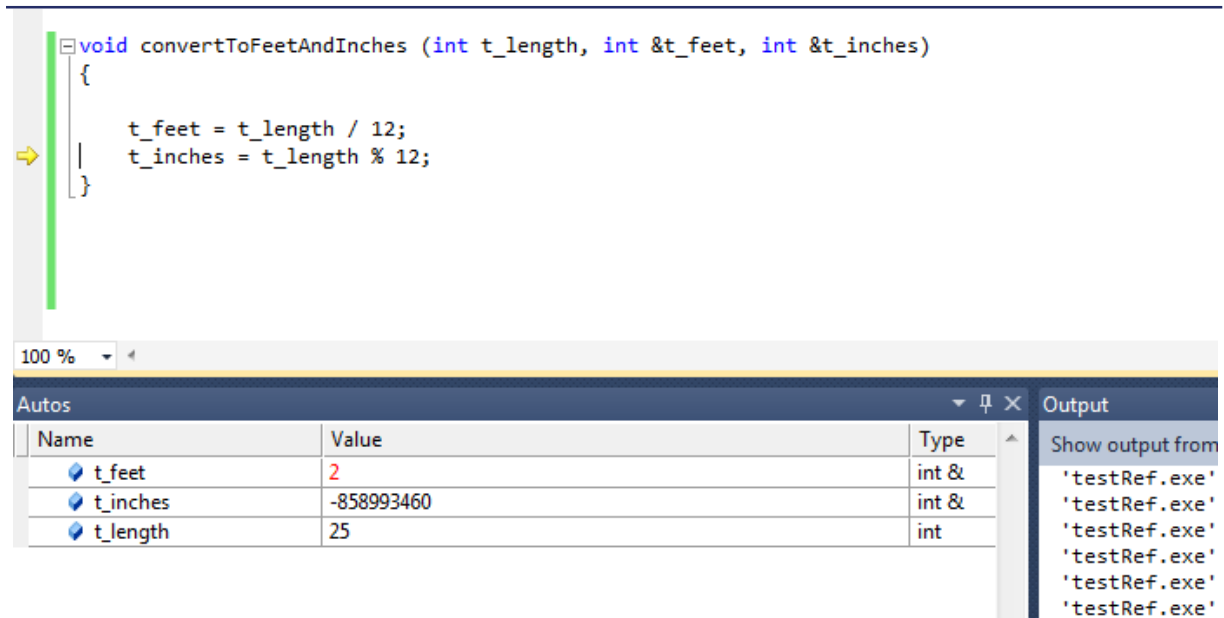 void convertToFeetAndInches (int t_length, int &t_feet, int &t_inches)
{
t_feet = t_length / 12;
t_inches = t_length % 12;
}
100 %
Autos
Name Value Type
t_feet 2 int &
t_inches -858993460 int &
t_length 25 int
Output
Show output from
'testRef.exe'
'testRef.exe'
'testRef.exe'
'testRef.exe'
'testRef.exe'
'testRef.exe'